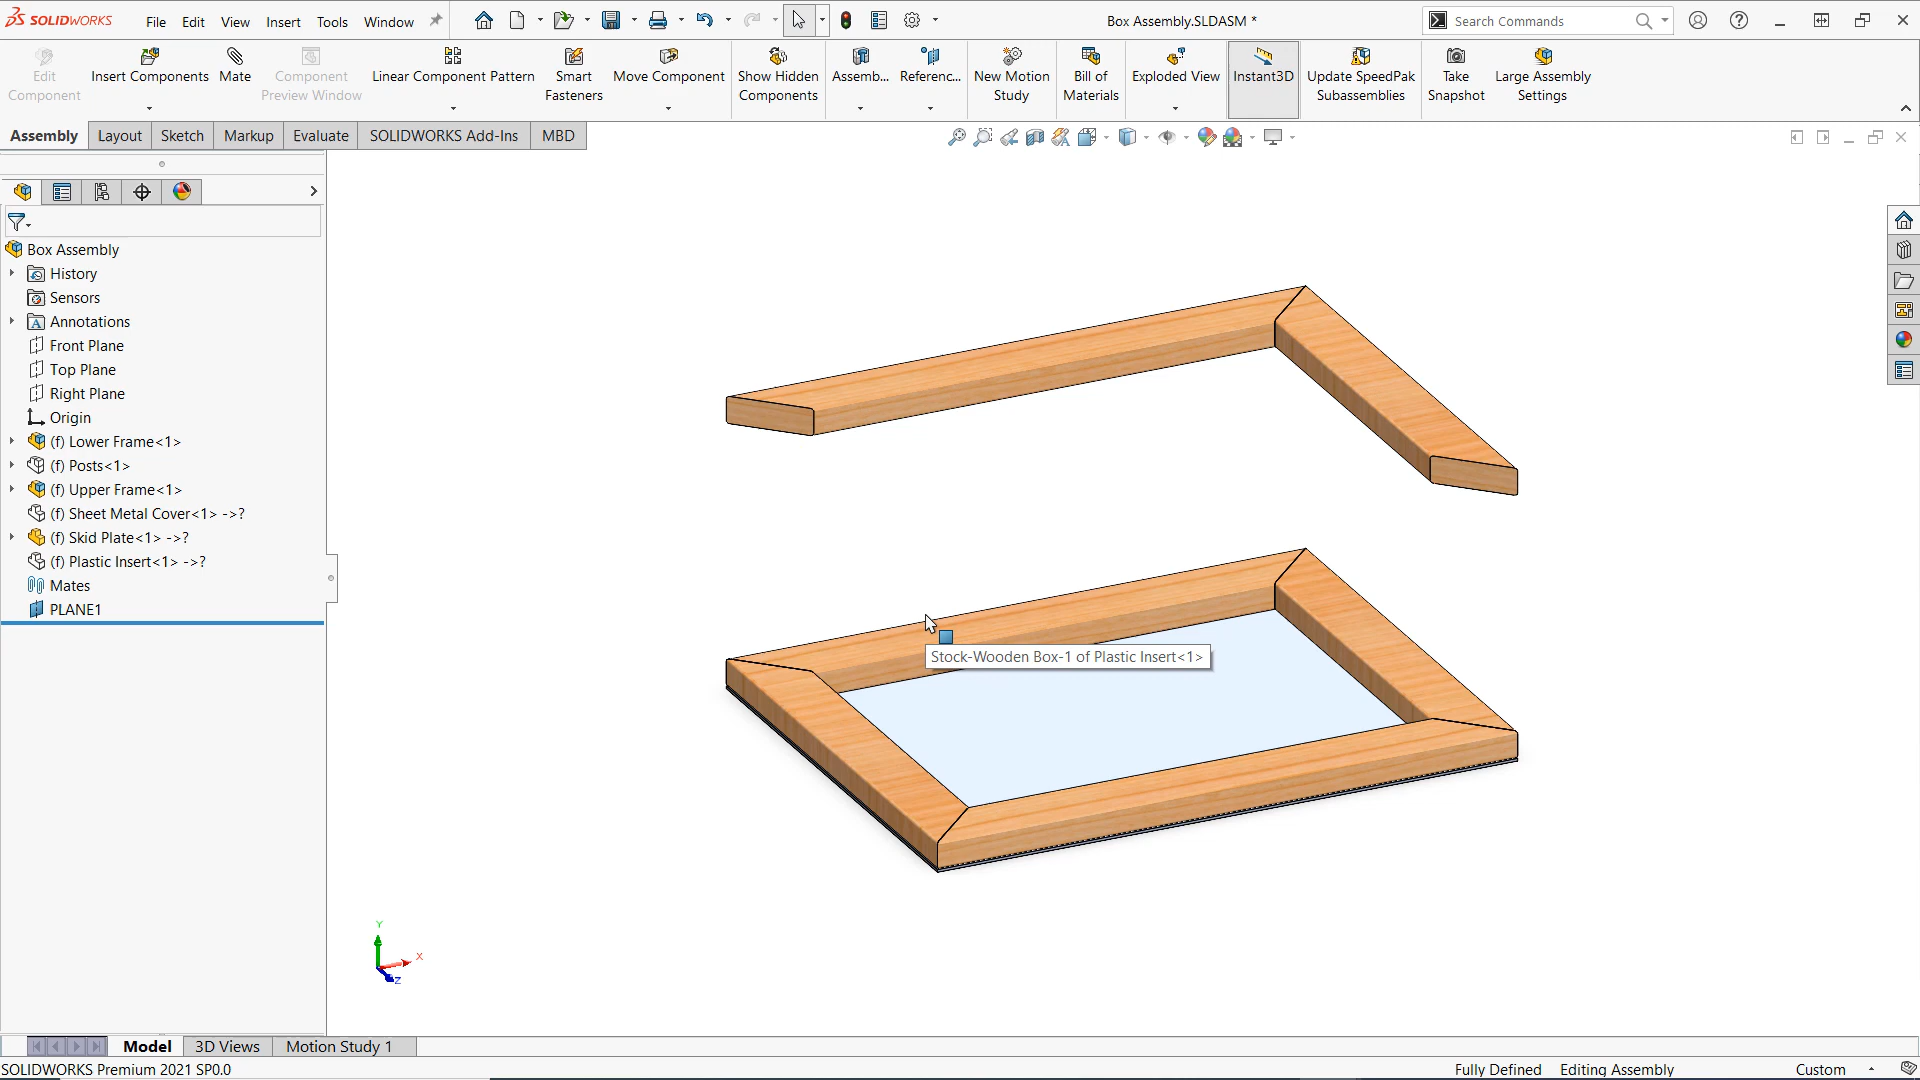 SOLIDWORKS File Edit View Insert Tools Window Box Assembly.SLDASM * Search Commands
Edit Component
Insert Components
Mate
Component Preview Window
Linear Component Pattern
Smart Fasteners
Move Component
Show Hidden Components
Assemb...
Referenc...
New Motion Study
Bill of Materials
Exploded View
Instant3D
Update SpeedPak Subassemblies
Take Snapshot
Large Assembly Settings
Assembly Layout Sketch Markup Evaluate SOLIDWORKS Add-Ins MBD
Box Assembly
History
Sensors
Annotations
Front Plane
Top Plane
Right Plane
Origin
(f) Lower Frame<1>
(f) Posts<1>
(f) Upper Frame<1>
(f) Sheet Metal Cover<1> ->?
(f) Skid Plate<1> ->?
(f) Plastic Insert<1> ->?
Mates
PLANE1
Stock-Wooden Box-1 of Plastic Insert<1>
Y
X
Z
Model 3D Views Motion Study 1
SOLIDWORKS Premium 2021 SP0.0 Fully Defined Editing Assembly Custom